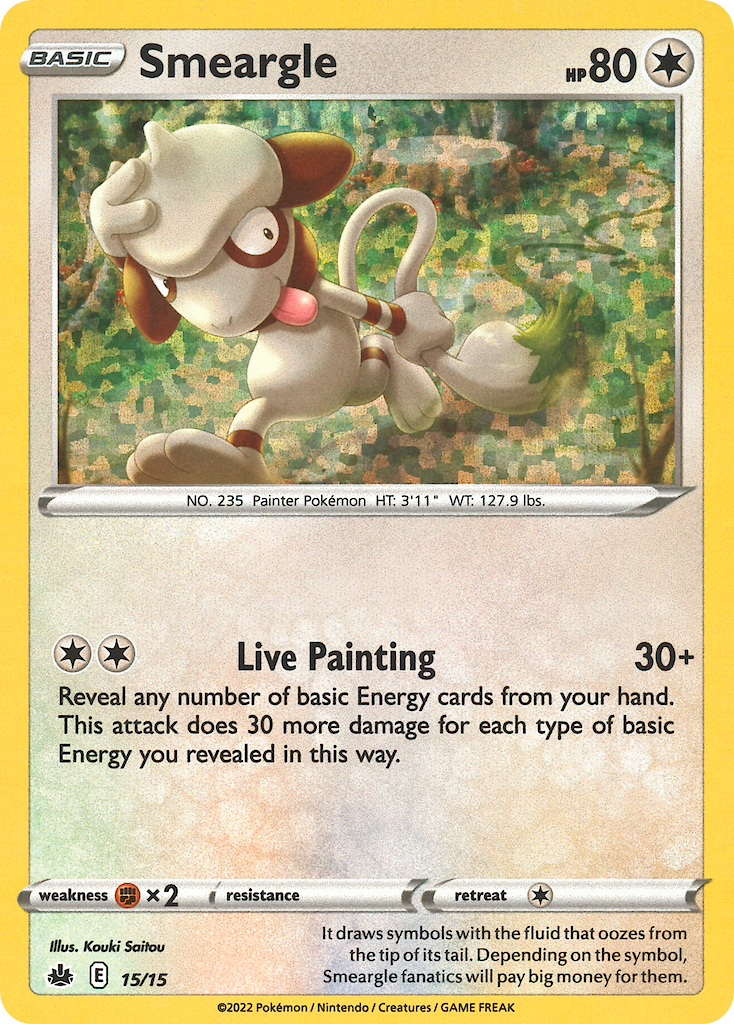 BASIC Smeargle HP80
NO. 235 Painter Pokémon HT: 3'11" WT: 127.9 lbs.
Live Painting 30+
Reveal any number of basic Energy cards from your hand.
This attack does 30 more damage for each type of basic
Energy you revealed in this way.
weakness ×2 resistance retreat
It draws symbols with the fluid that oozes from
the tip of its tail. Depending on the symbol,
Smeargle fanatics will pay big money for them.
Illus. Kouki Saitou
E 15/15
©2022 Pokémon / Nintendo / Creatures / GAME FREAK